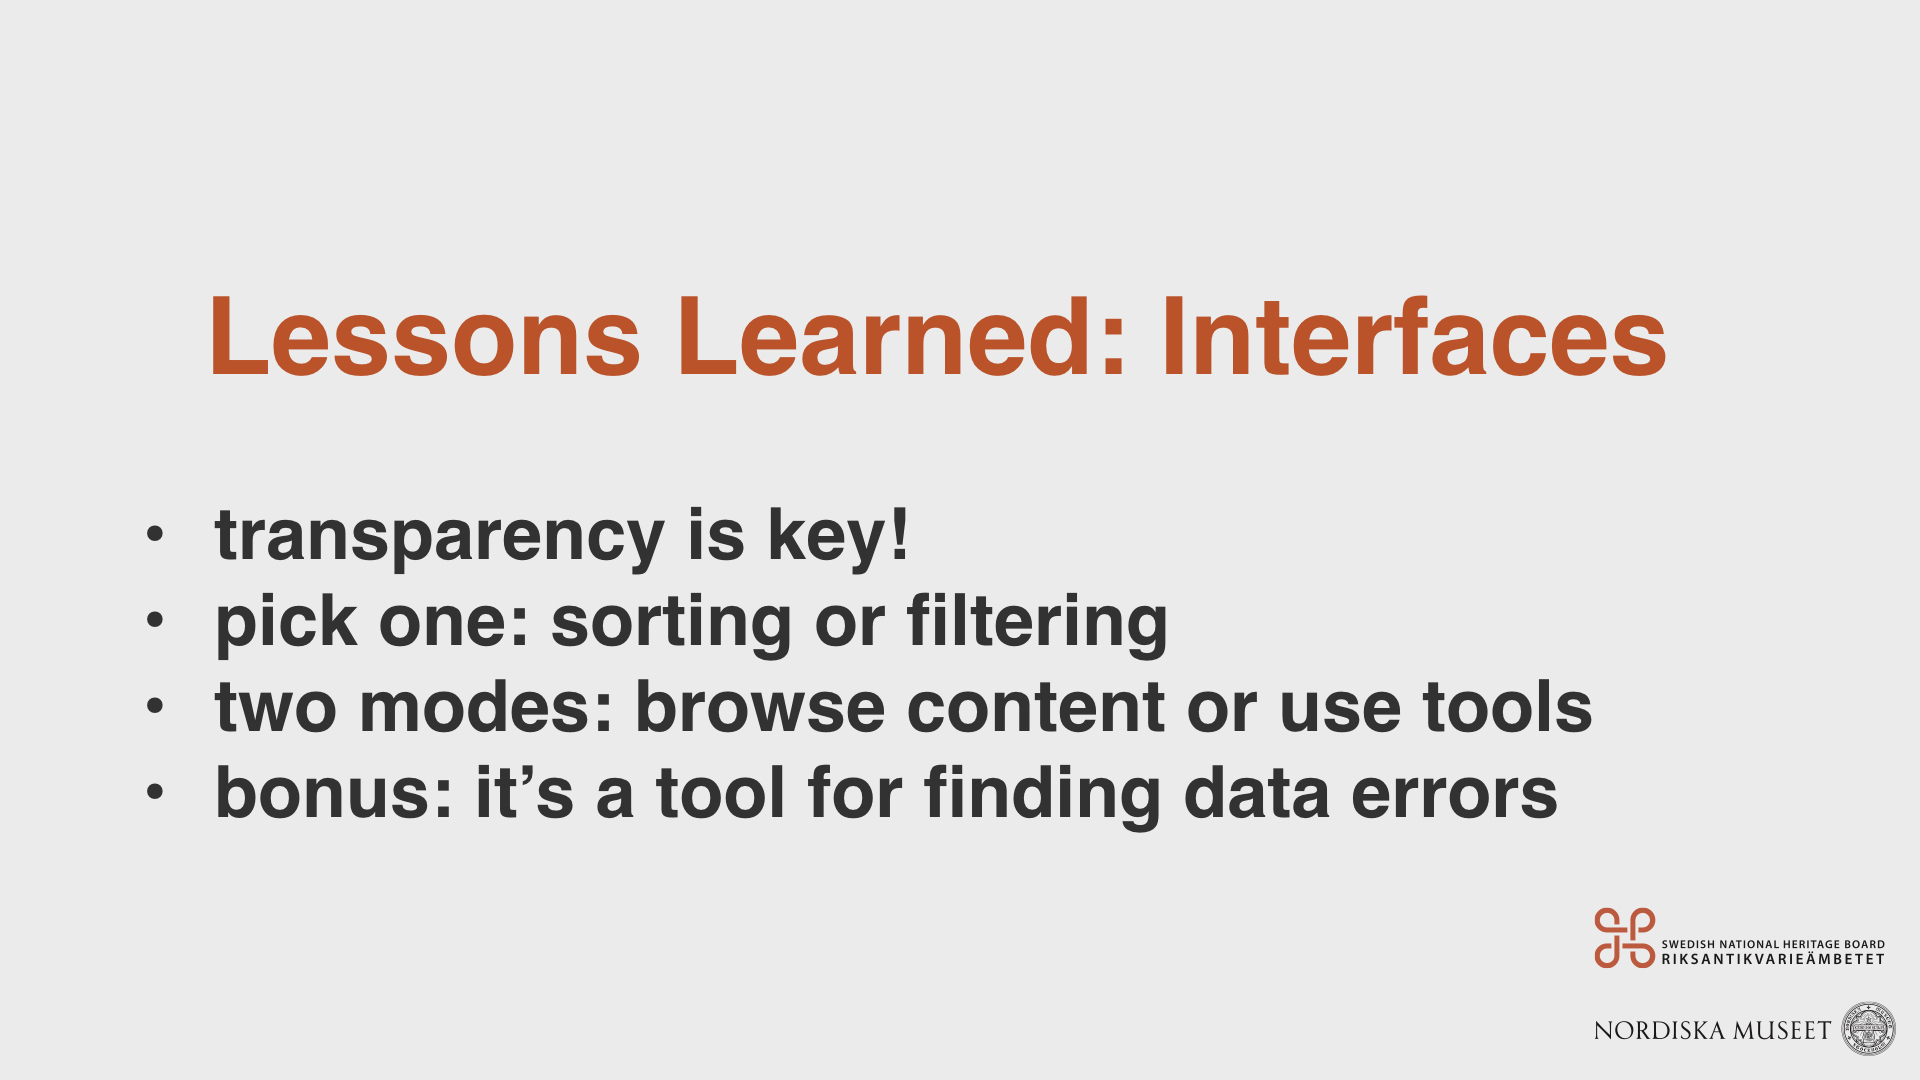 Lessons Learned: Interfaces
• transparency is key!
• pick one: sorting or filtering
• two modes: browse content or use tools
• bonus: it’s a tool for finding data errors
SWEDISH NATIONAL HERITAGE BOARD
RIKSANTIKVARIEÄMBETET
NORDISKA MUSEET